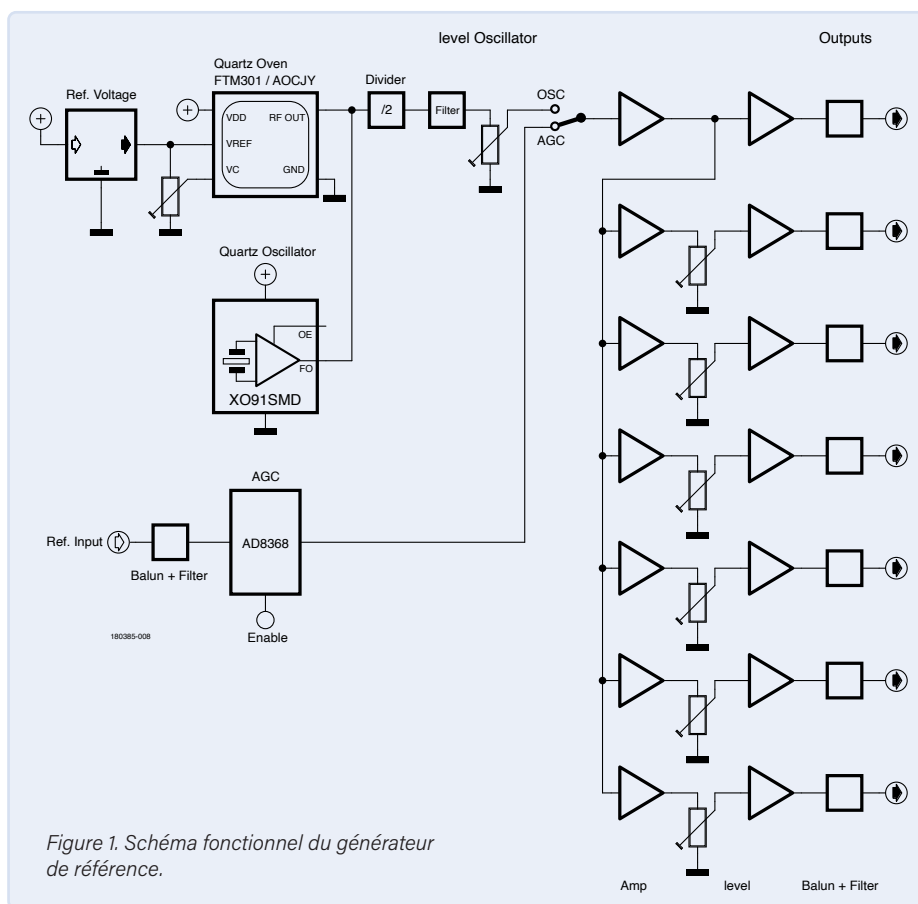 level Oscillator
Outputs
Quartz Oven
FTM301 / AOCJY
Ref. Voltage
+
+
VDD
RF OUT
VREF
VC
GND
Divider
/2
Filter
OSC
AGC
Quartz Oscillator
+
OE
FO
XO91SMD
AGC
Ref. Input
AD8368
Balun + Filter
Enable
180385-008
Figure 1. Schéma fonctionnel du générateur
de référence.
Amp
level
Balun + Filter